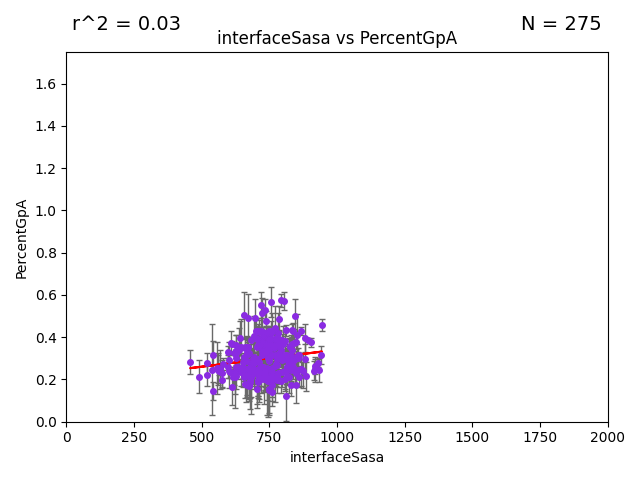 r^2 = 0.03
N = 275
interfaceSasa vs PercentGpA
PercentGpA
1.6
1.4
1.2
1.0
0.8
0.6
0.4
0.2
0.0
0 250 500 750 1000 1250 1500 1750 2000
interfaceSasa